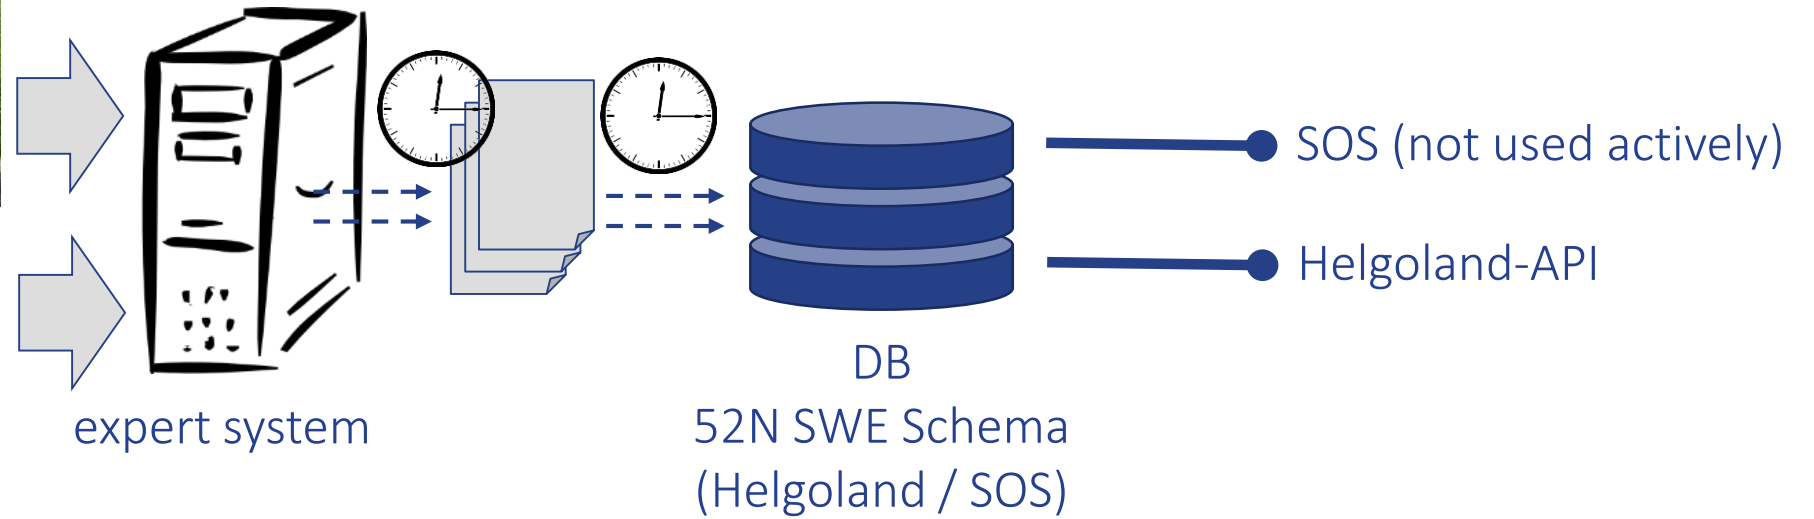 SOS (not used actively)
Helgoland-API
expert system
DB
52N SWE Schema
(Helgoland / SOS)